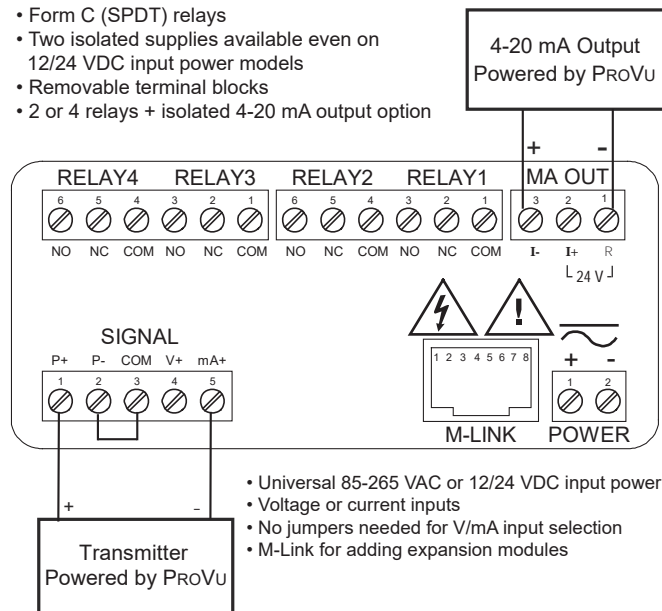 • Form C (SPDT) relays
• Two isolated supplies available even on
12/24 VDC input power models
• Removable terminal blocks
• 2 or 4 relays + isolated 4-20 mA output option
4-20 mA Output
Powered by PROVU
+ -
RELAY4 RELAY3 RELAY2 RELAY1 MA OUT
6 5 4 3 2 1 6 5 4 3 2 1 3 2 1
NO NC COM NO NC COM NO NC COM NO NC COM I- I+ R
24 V
SIGNAL
P+ P- COM V+ mA+
1 2 3 4 5
!
1 2 3 4 5 6 7 8
+ -
1 2
M-LINK POWER
+ -
Transmitter
Powered by PROVU
• Universal 85-265 VAC or 12/24 VDC input power
• Voltage or current inputs
• No jumpers needed for V/mA input selection
• M-Link for adding expansion modules